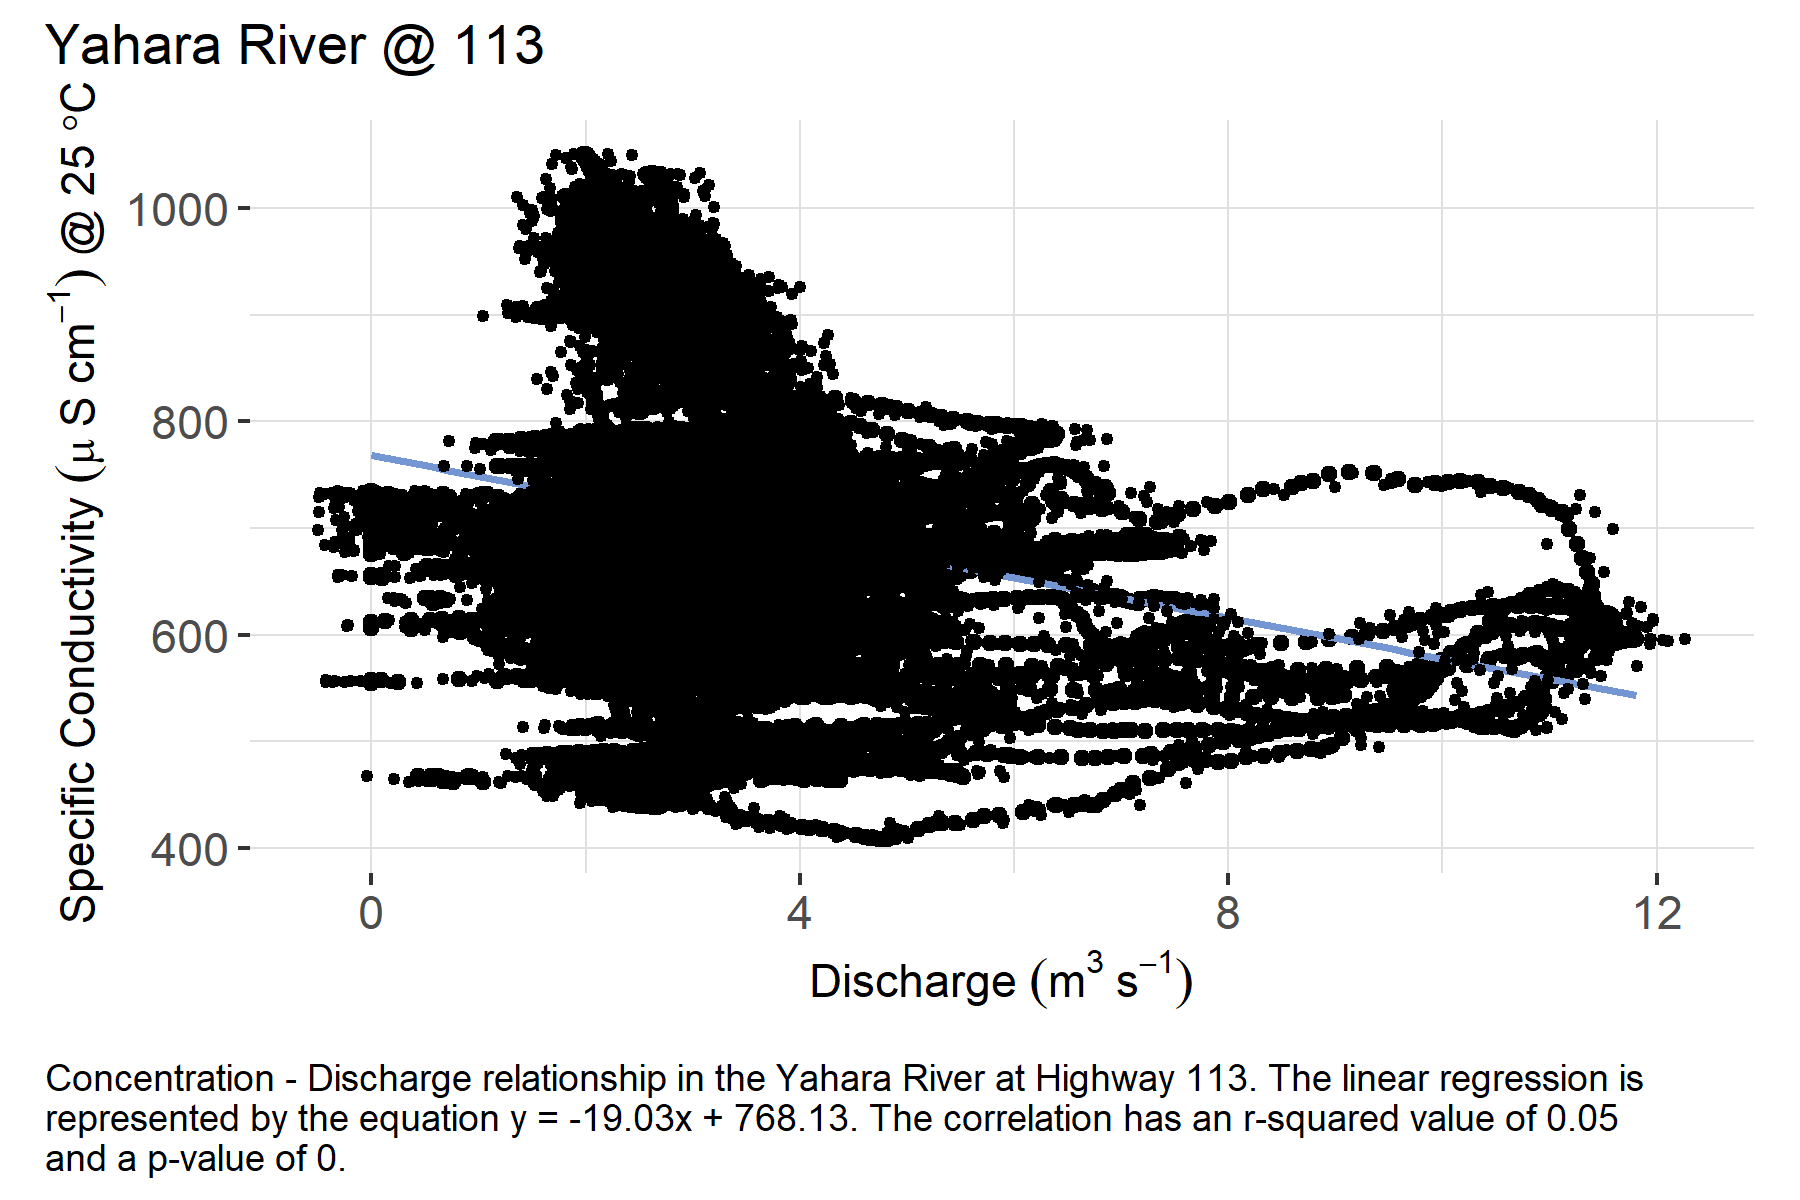 Yahara River @ 113
Specific Conductivity (μ S cm⁻¹) @ 25 °C
1000
800
600
400
0
4
8
12
Discharge (m³ s⁻¹)
Concentration - Discharge relationship in the Yahara River at Highway 113. The linear regression is
represented by the equation y = -19.03x + 768.13. The correlation has an r-squared value of 0.05
and a p-value of 0.